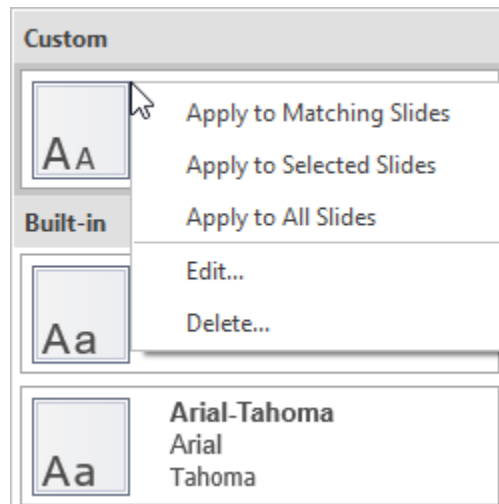 Custom
AA
Apply to Matching Slides
Apply to Selected Slides
Apply to All Slides
Built-in
Edit...
Aa
Delete...
Aa
Arial-Tahoma
Arial
Tahoma